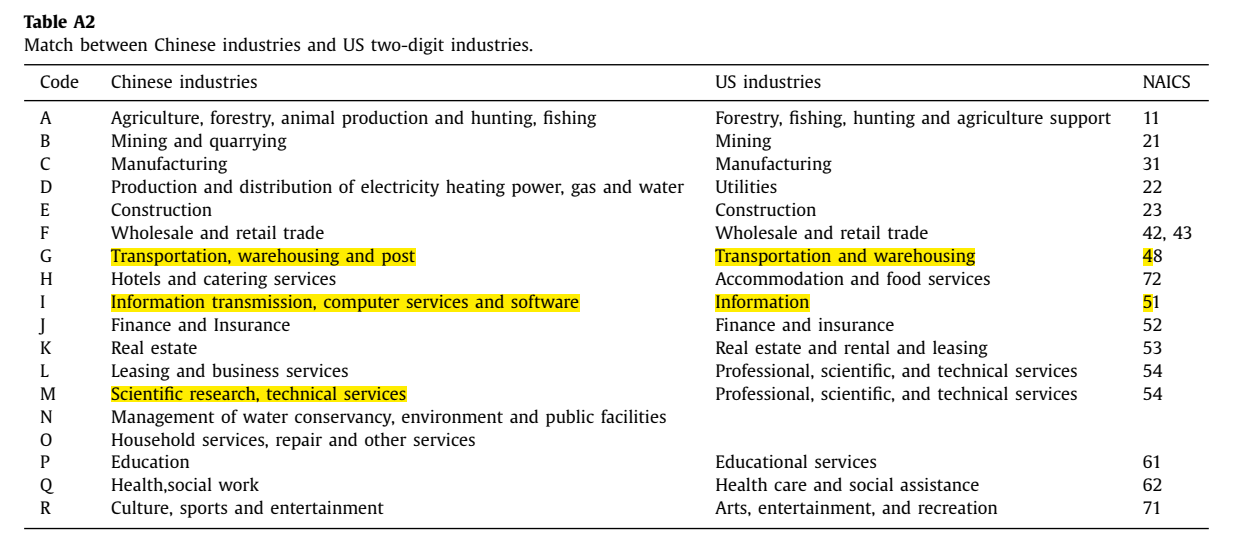 Table A2
Match between Chinese industries and US two-digit industries.
Code Chinese industries US industries NAICS
A Agriculture, forestry, animal production and hunting, fishing Forestry, fishing, hunting and agriculture support 11
B Mining and quarrying Mining 21
C Manufacturing Manufacturing 31
D Production and distribution of electricity heating power, gas and water Utilities 22
E Construction Construction 23
F Wholesale and retail trade Wholesale and retail trade 42, 43
G Transportation, warehousing and post Transportation and warehousing 48
H Hotels and catering services Accommodation and food services 72
I Information transmission, computer services and software Information 51
J Finance and Insurance Finance and insurance 52
K Real estate Real estate and rental and leasing 53
L Leasing and business services Professional, scientific, and technical services 54
M Scientific research, technical services Professional, scientific, and technical services 54
N Management of water conservancy, environment and public facilities
O Household services, repair and other services
P Education Educational services 61
Q Health,social work Health care and social assistance 62
R Culture, sports and entertainment Arts, entertainment, and recreation 71